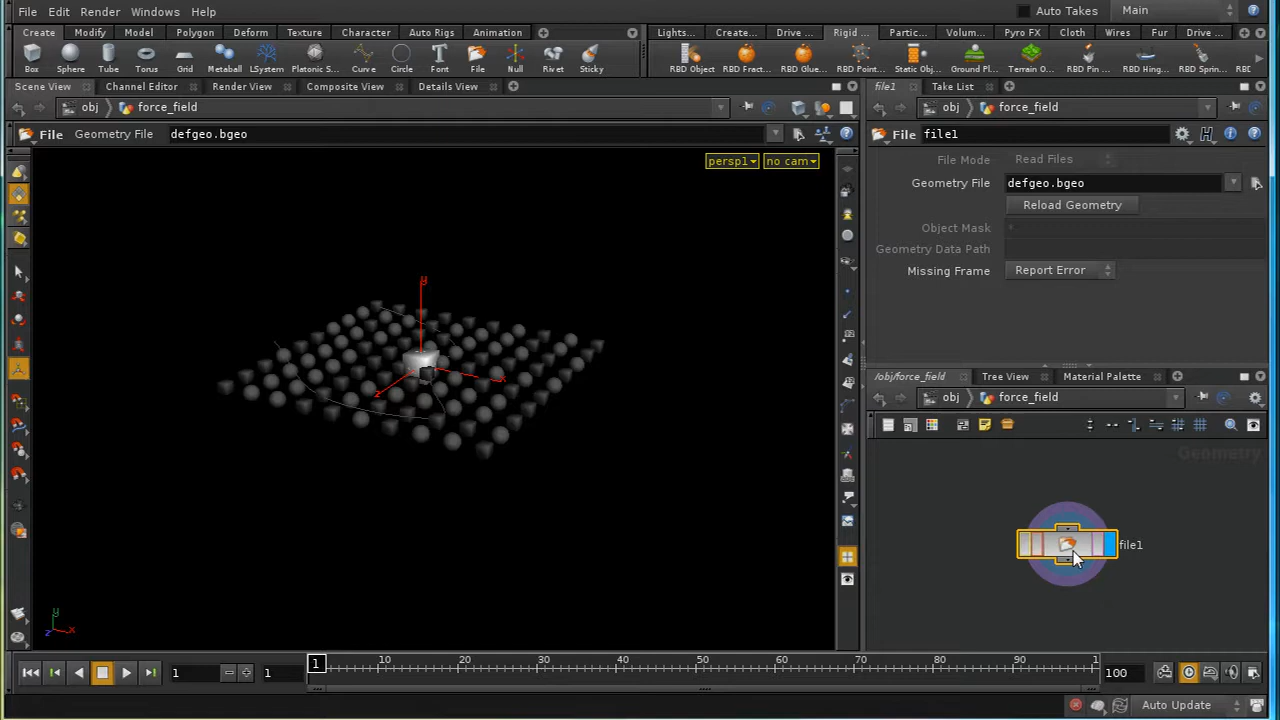 File Edit Render Windows Help Auto Takes Main
Create Modify Model Polygon Deform Texture Character Auto Rigs Animation Lights... Create... Drive ... Rigid ... Partic... Volum... Pyro FX Cloth Wires Fur Drive ...
Box Sphere Tube Torus Grid Metaball LSystem Platonic S... Curve Circle Font File Null Rivet Sticky RBD Object RBD Frac... RBD Glue... RBD Point... Static Obj... Ground Pl... Terrain O... RBD Pin ... RBD Hing... RBD Sprin... RBD
Scene View Channel Editor Render View Composite View Details View file1 Take List
obj force_field obj force_field
File Geometry File defgeo.bgeo File file1
persp1 no cam
File Mode Read Files
Geometry File defgeo.bgeo
Reload Geometry
Object Mask *
Geometry Data Path
Missing Frame Report Error
y
x
z
/obj/force_field Tree View Material Palette
obj force_field
Geometry
file1
y
z x
1 10 20 30 40 50 60 70 80 90 1
1 1 100
Auto Update